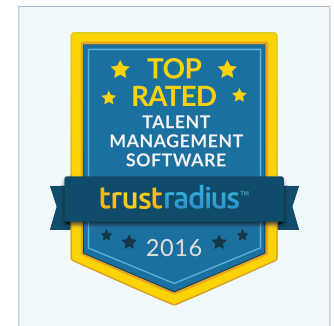 TOP
RATED
TALENT
MANAGEMENT
SOFTWARE
trustradius™
2016